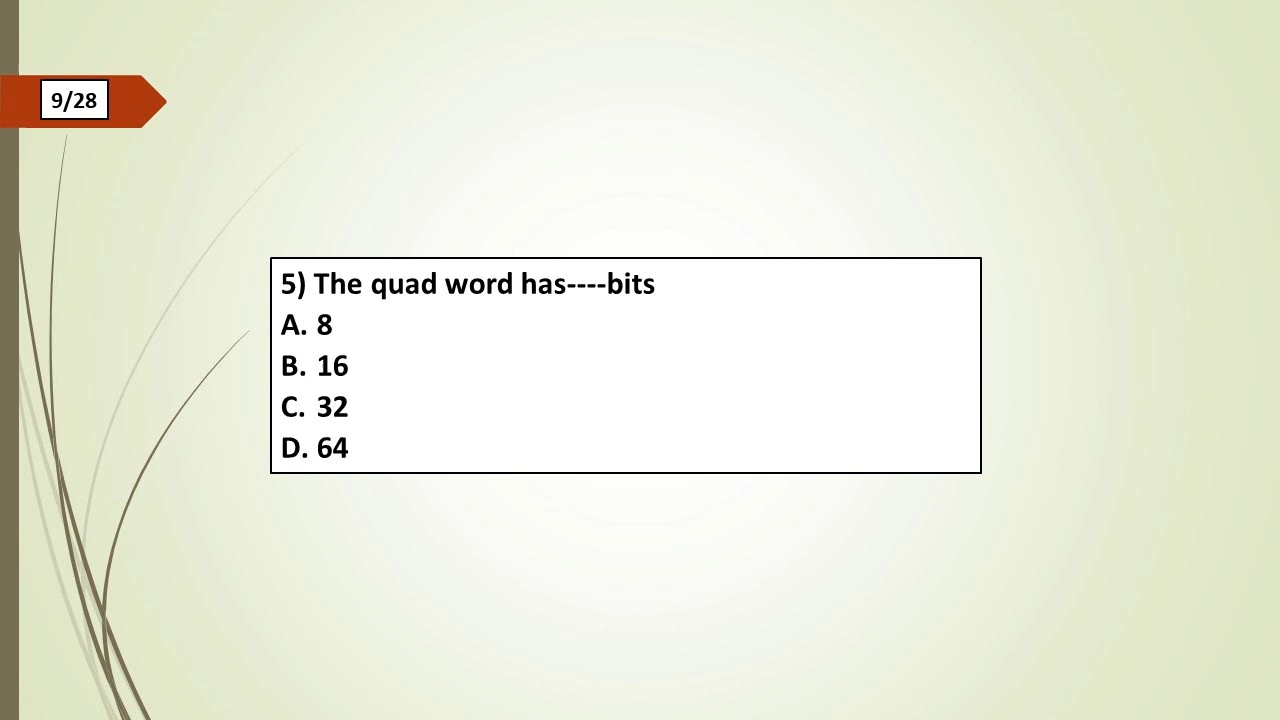 9/28
5) The quad word has----bits
A. 8
B. 16
C. 32
D. 64